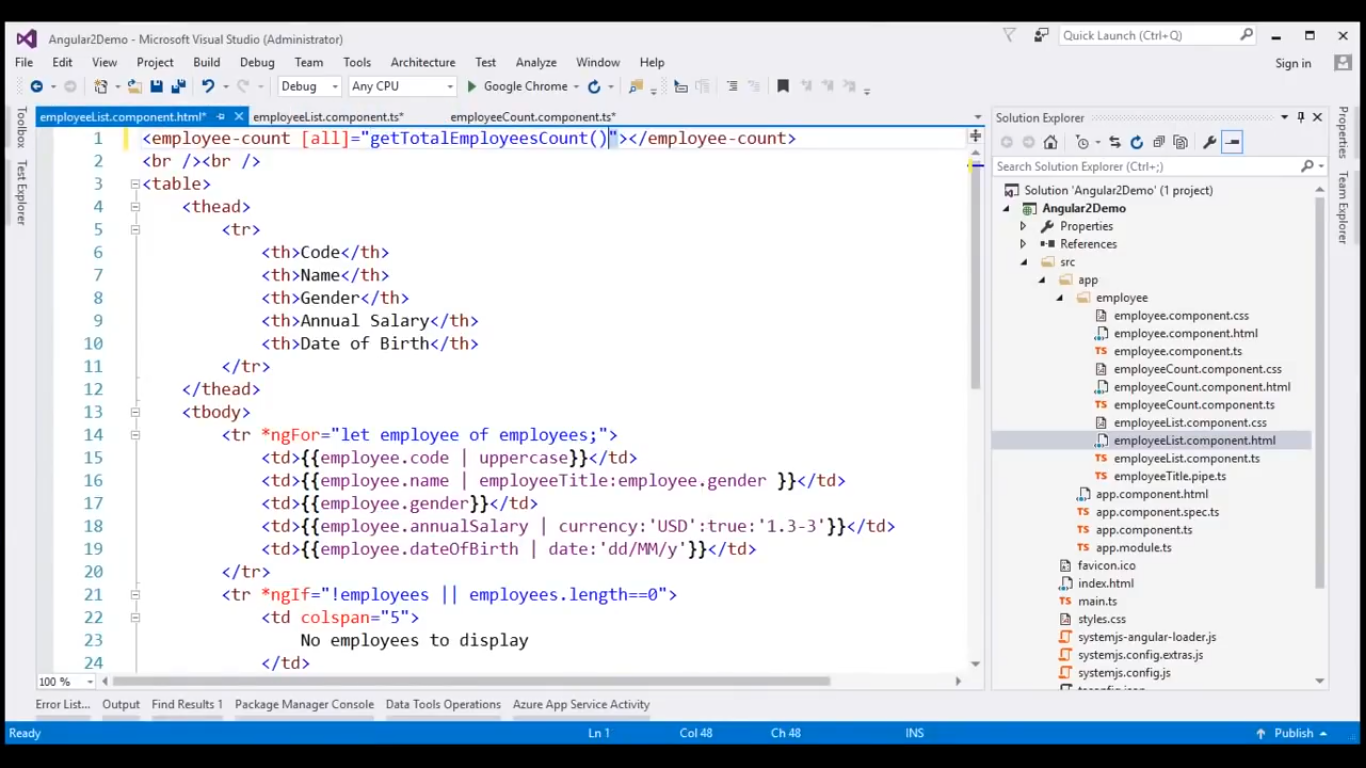 Angular2Demo - Microsoft Visual Studio (Administrator)
Quick Launch (Ctrl+Q)
File Edit View Project Build Debug Team Tools Architecture Test Analyze Window Help
Sign in
Debug Any CPU Google Chrome
Toolbox
Test Explorer
employeeList.component.html* employeeList.component.ts* employeeCount.component.ts*
1 <employee-count [all]="getTotalEmployeesCount()"></employee-count>
2 <br /><br />
3 <table>
4 <thead>
5 <tr>
6 <th>Code</th>
7 <th>Name</th>
8 <th>Gender</th>
9 <th>Annual Salary</th>
10 <th>Date of Birth</th>
11 </tr>
12 </thead>
13 <tbody>
14 <tr *ngFor="let employee of employees;">
15 <td>{{employee.code | uppercase}}</td>
16 <td>{{employee.name | employeeTitle:employee.gender }}</td>
17 <td>{{employee.gender}}</td>
18 <td>{{employee.annualSalary | currency:'USD':true:'1.3-3'}}</td>
19 <td>{{employee.dateOfBirth | date:'dd/MM/y'}}</td>
20 </tr>
21 <tr *ngIf="!employees || employees.length==0">
22 <td colspan="5">
23 No employees to display
24 </td>
100 %
Solution Explorer
Search Solution Explorer (Ctrl+;)
Solution 'Angular2Demo' (1 project)
Angular2Demo
Properties
References
src
app
employee
employee.component.css
employee.component.html
TS employee.component.ts
employeeCount.component.css
employeeCount.component.html
TS employeeCount.component.ts
employeeList.component.css
employeeList.component.html
TS employeeList.component.ts
TS employeeTitle.pipe.ts
app.component.html
TS app.component.spec.ts
TS app.component.ts
TS app.module.ts
favicon.ico
index.html
TS main.ts
styles.css
systemjs-angular-loader.js
systemjs.config.extras.js
systemjs.config.js
Properties
Team Explorer
Error List... Output Find Results 1 Package Manager Console Data Tools Operations Azure App Service Activity
Ready Ln 1 Col 48 Ch 48 INS Publish